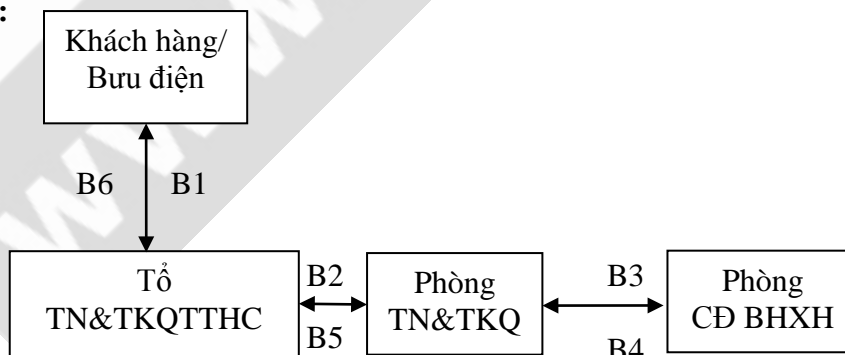 :
Khách hàng/
Bưu điện
B6 B1
Tổ
TN&TKQTTHC
B2
B5
Phòng
TN&TKQ
B3
B4
Phòng
CĐ BHXH